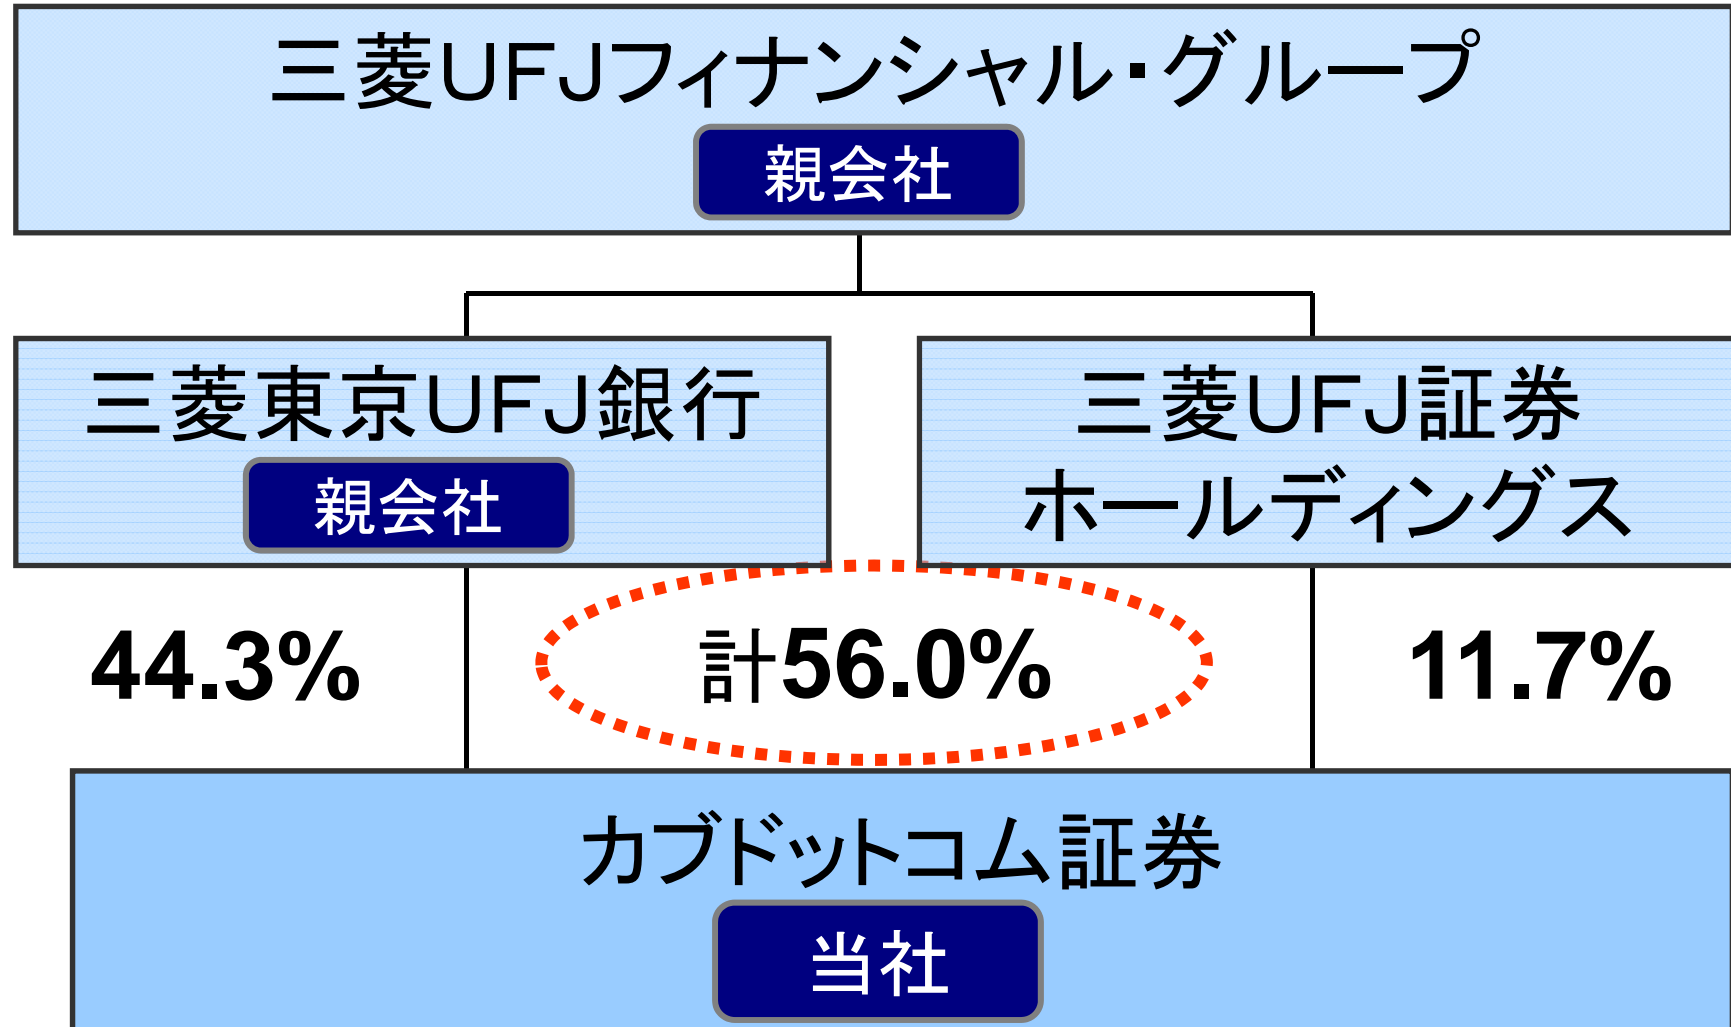 三菱UFJフィナンシャル・グループ
親会社
三菱東京UFJ銀行
親会社
三菱UFJ証券
ホールディングス
44.3%
計56.0%
11.7%
カブドットコム証券
当社